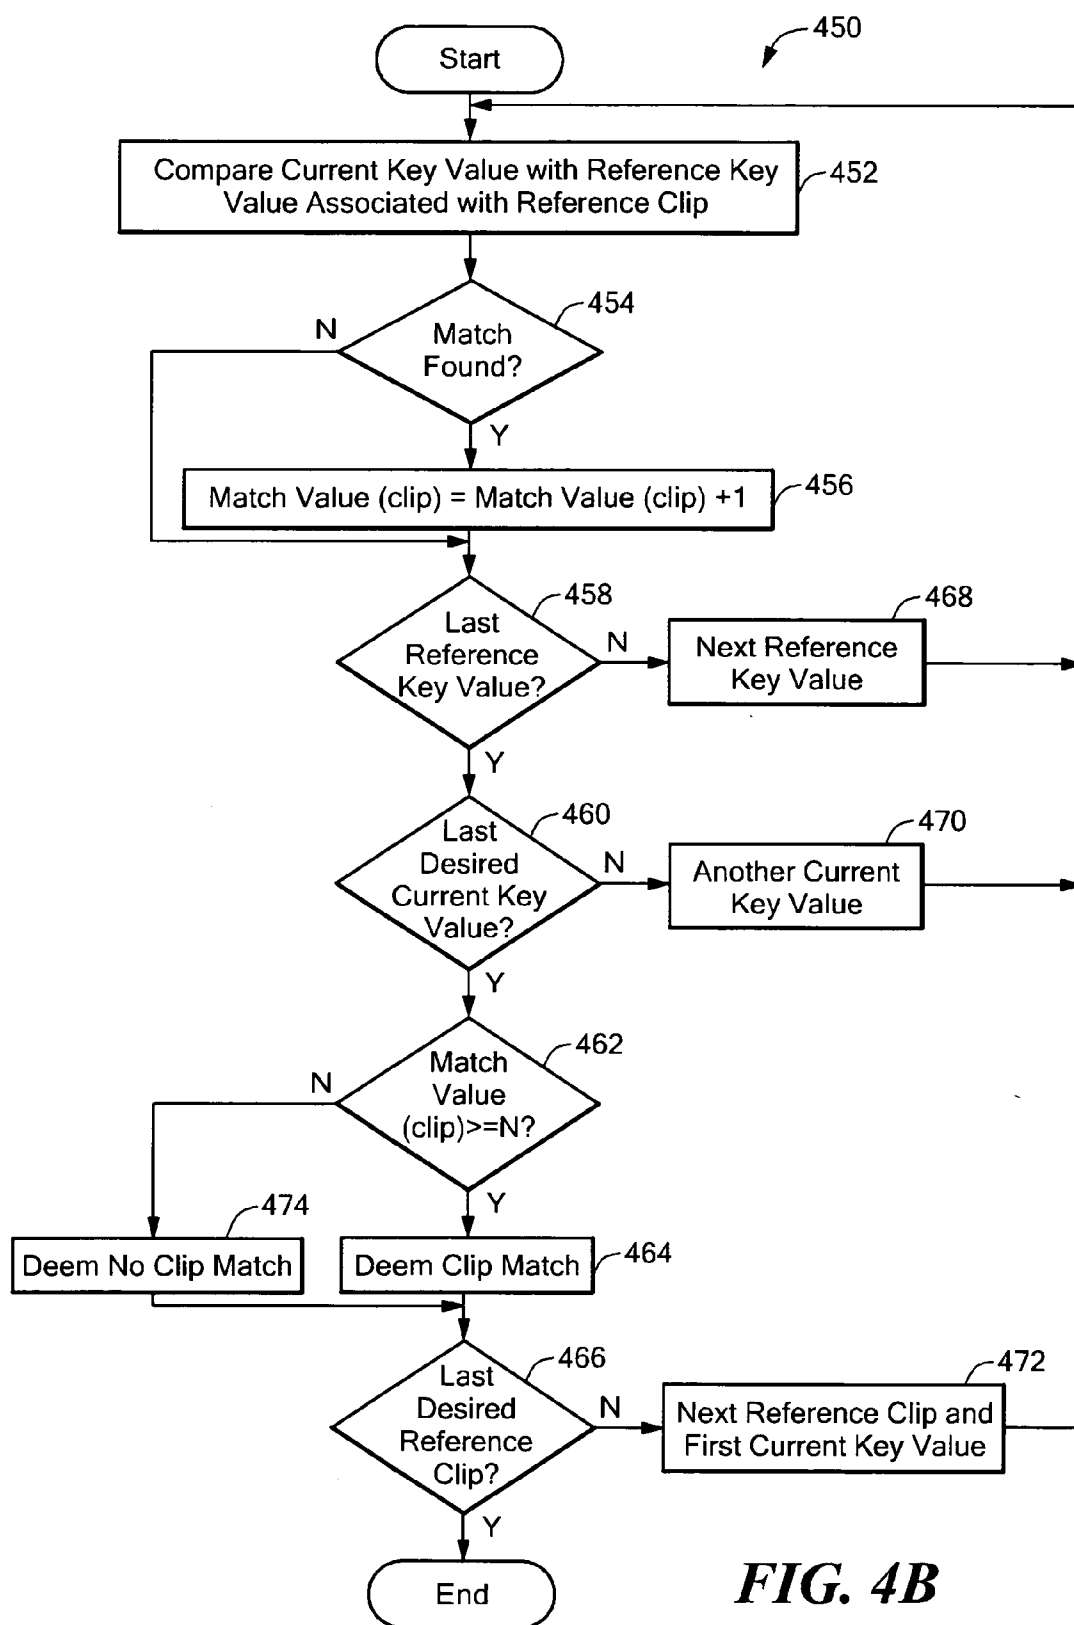 450
Start
Compare Current Key Value with Reference Key
Value Associated with Reference Clip
452
454
N
Match
Found?
Y
Match Value (clip) = Match Value (clip) +1
456
458
468
Last
Reference
Key Value?
N
Next Reference
Key Value
Y
460
470
Last
Desired
Current Key
Value?
N
Another Current
Key Value
Y
462
N
Match
Value
(clip)>=N?
Y
474
Deem No Clip Match
Deem Clip Match
464
466
472
Last
Desired
Reference
Clip?
N
Next Reference Clip and
First Current Key Value
Y
End
FIG. 4B